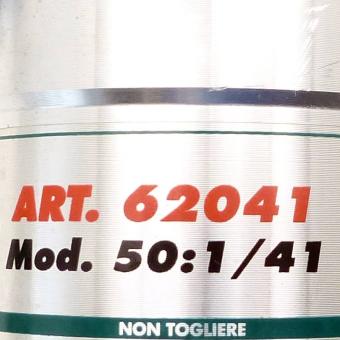 ART. 62041
Mod. 50:1/41
NON TOGLIERE